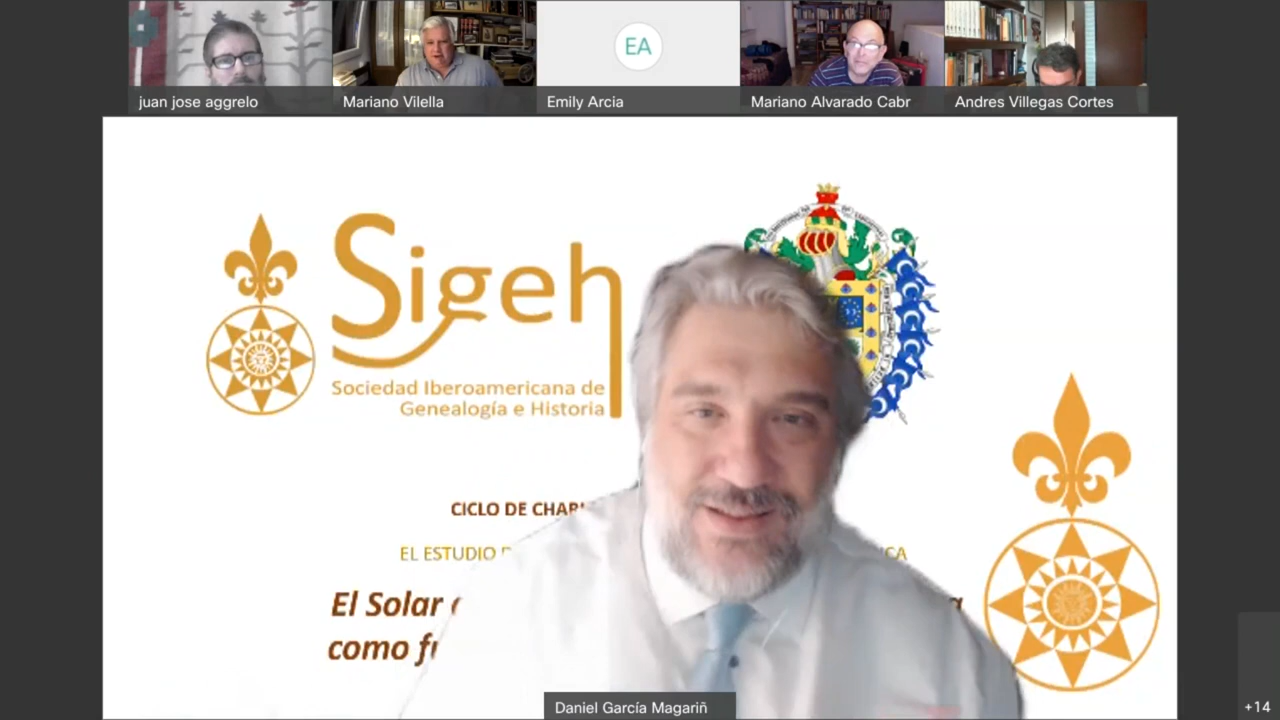 juan jose aggrelo
Mariano Vilella
EA
Emily Arcia
Mariano Alvarado Cabr
Andres Villegas Cortes
Sigeh
Sociedad Iberoamericana de
Genealogía e Historia
CICLO DE CHAR
EL ESTUDIO
El Solar
como
Daniel García Magariñ
+14